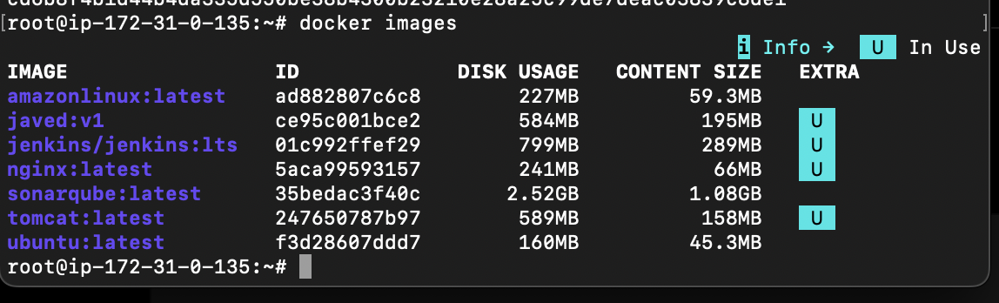 [root@ip-172-31-0-135:~# docker images ]
i Info → U In Use
IMAGE ID DISK USAGE CONTENT SIZE EXTRA
amazonlinux:latest ad882807c6c8 227MB 59.3MB
javed:v1 ce95c001bce2 584MB 195MB U
jenkins/jenkins:lts 01c992ffef29 799MB 289MB U
nginx:latest 5aca99593157 241MB 66MB U
sonarqube:latest 35bedac3f40c 2.52GB 1.08GB
tomcat:latest 247650787b97 589MB 158MB U
ubuntu:latest f3d28607ddd7 160MB 45.3MB
root@ip-172-31-0-135:~#